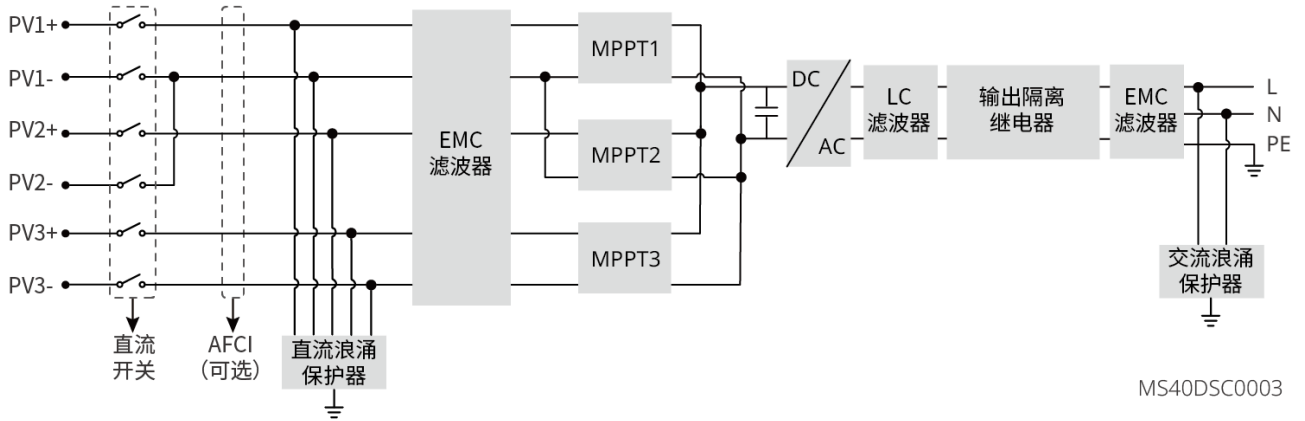 PV1+
PV1-
PV2+
PV2-
PV3+
PV3-
直流
开关
AFCI
（可选）
直流浪涌
保护器
EMC
滤波器
MPPT1
MPPT2
MPPT3
DC
AC
LC
滤波器
输出隔离
继电器
EMC
滤波器
L
N
PE
交流浪涌
保护器
MS40DSC0003